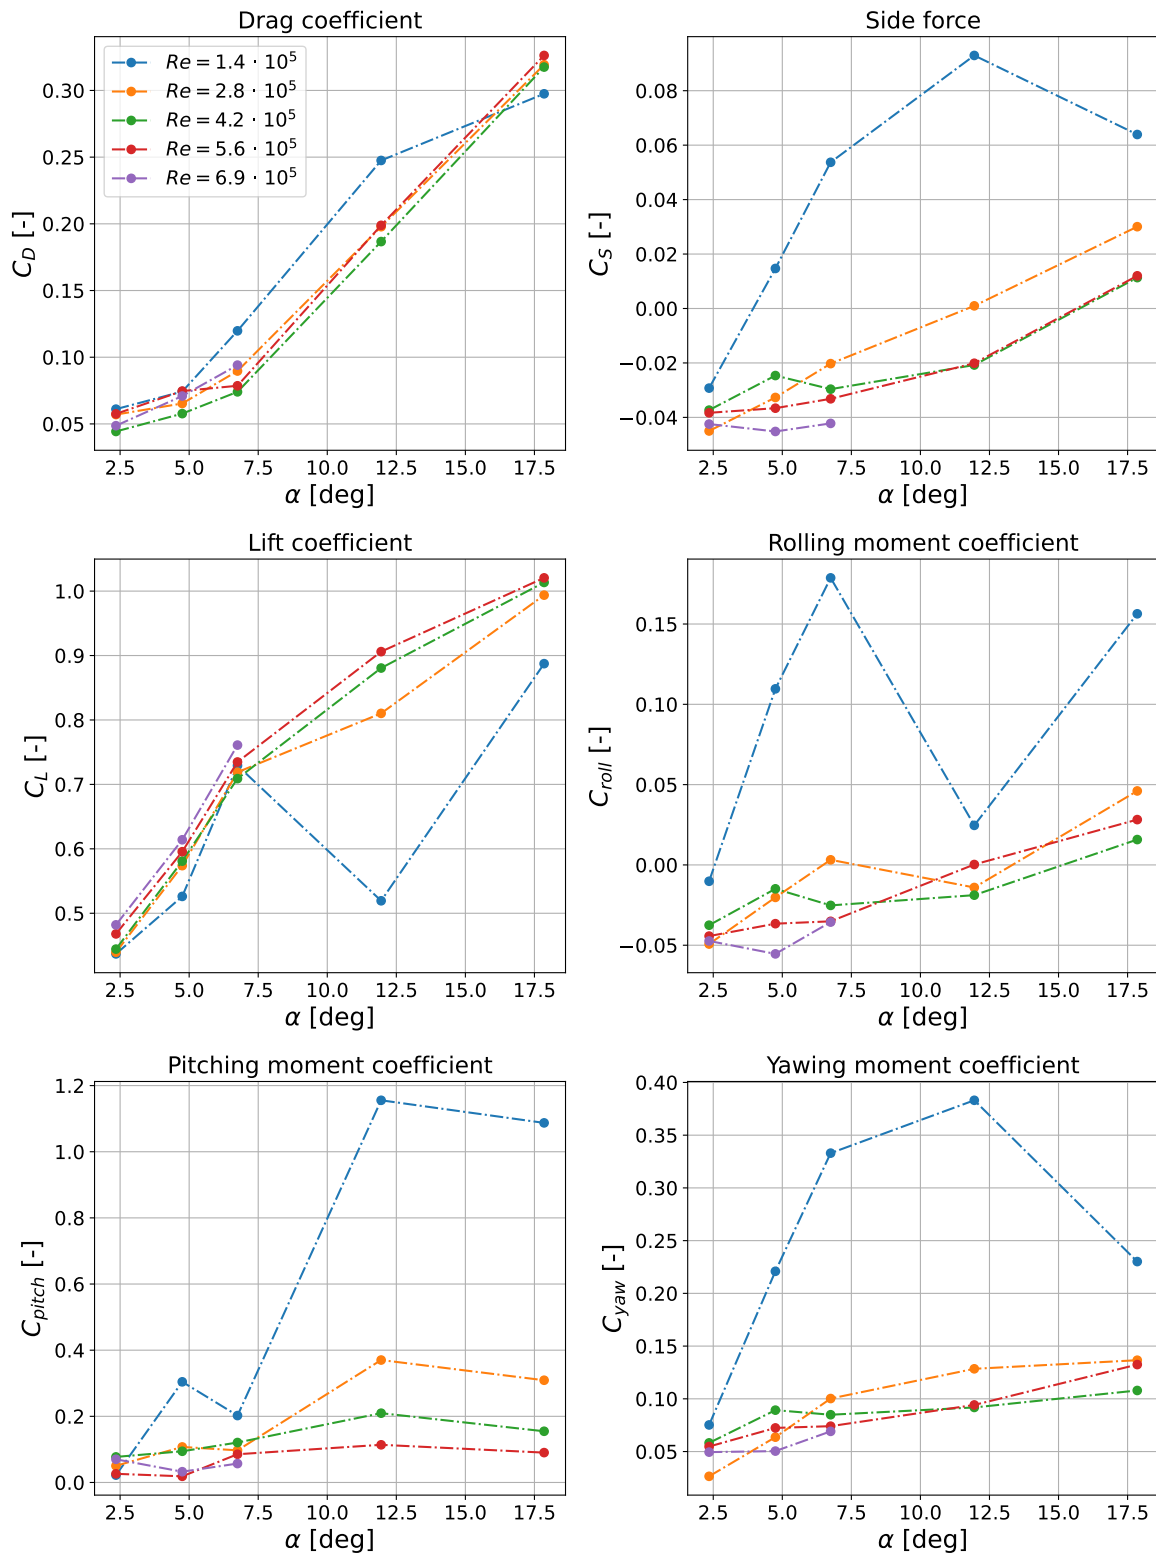 Drag coefficient
Re = 1.4 · 10⁵
Re = 2.8 · 10⁵
Re = 4.2 · 10⁵
Re = 5.6 · 10⁵
Re = 6.9 · 10⁵
0.30
0.25
0.20
0.15
0.10
0.05
C_D [-]
2.5 5.0 7.5 10.0 12.5 15.0 17.5
α [deg]
Side force
0.08
0.06
0.04
0.02
0.00
−0.02
−0.04
C_S [-]
2.5 5.0 7.5 10.0 12.5 15.0 17.5
α [deg]
Lift coefficient
1.0
0.9
0.8
0.7
0.6
0.5
C_L [-]
2.5 5.0 7.5 10.0 12.5 15.0 17.5
α [deg]
Rolling moment coefficient
0.15
0.10
0.05
0.00
−0.05
C_roll [-]
2.5 5.0 7.5 10.0 12.5 15.0 17.5
α [deg]
Pitching moment coefficient
1.2
1.0
0.8
0.6
0.4
0.2
0.0
C_pitch [-]
2.5 5.0 7.5 10.0 12.5 15.0 17.5
α [deg]
Yawing moment coefficient
0.40
0.35
0.30
0.25
0.20
0.15
0.10
0.05
C_yaw [-]
2.5 5.0 7.5 10.0 12.5 15.0 17.5
α [deg]